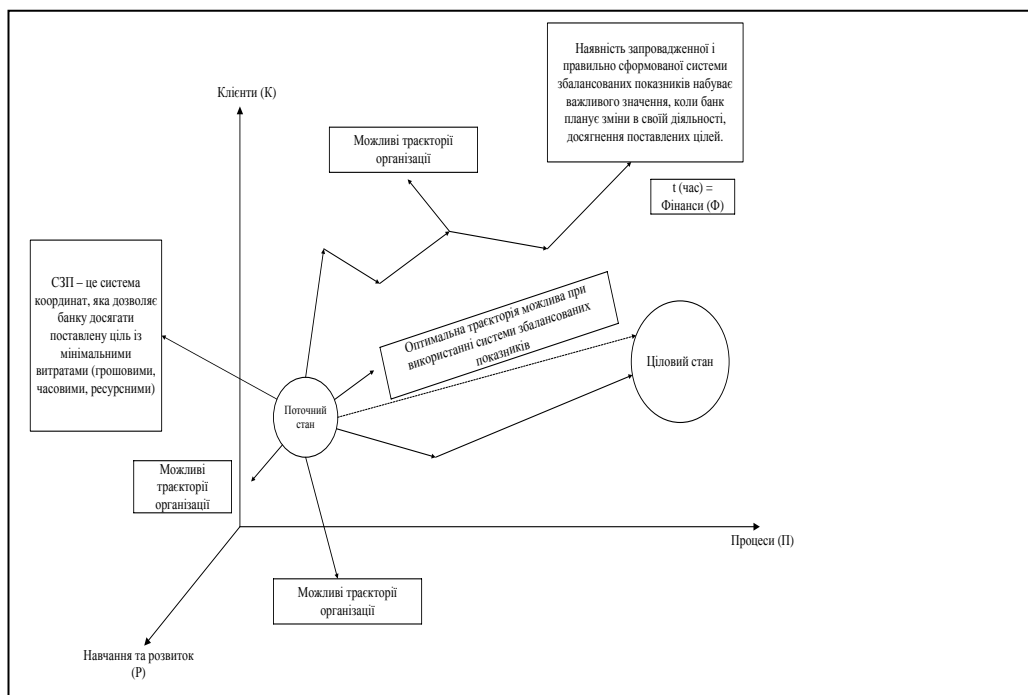 Наявність запровадженої і
правильно сформованої системи
збалансованих показників набуває
важливого значення, коли банк
планує зміни в своїй діяльності,
досягнення поставлених цілей.
Клієнти (К)
Можливі траєкторії
організації
t (час) =
Фінанси (Ф)
СЗП – це система
координат, яка дозволяє
банку досягати
поставлену ціль із
мінімальними
витратами (грошовими,
часовими, ресурсними)
Оптимальна траєкторія можлива при
використанні системи збалансованих
показників
Ціловий стан
Поточний
стан
Можливі
траєкторії
організації
Процеси (П)
Можливі траєкторії
організації
Навчання та розвиток
(Р)